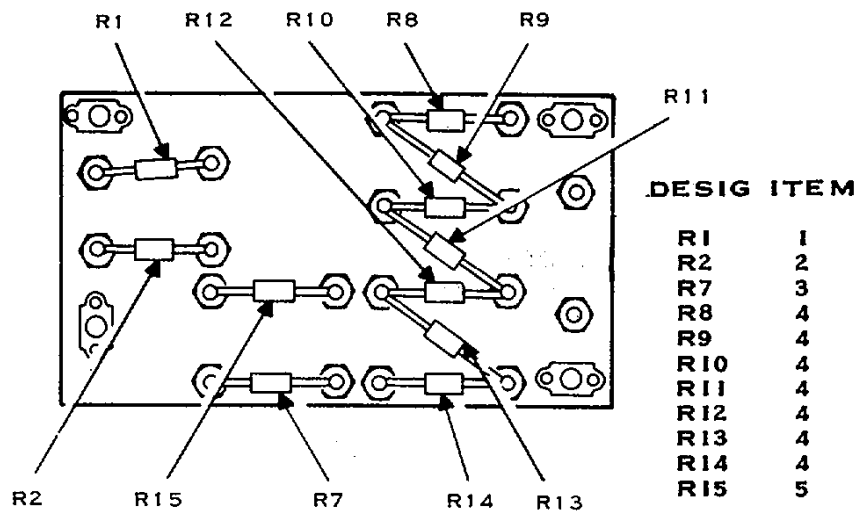 R1 R12 R10 R8 R9
R11
DESIG ITEM
R1 1
R2 2
R7 3
R8 4
R9 4
R10 4
R11 4
R12 4
R13 4
R14 4
R15 5
R2 R15 R7 R14 R13